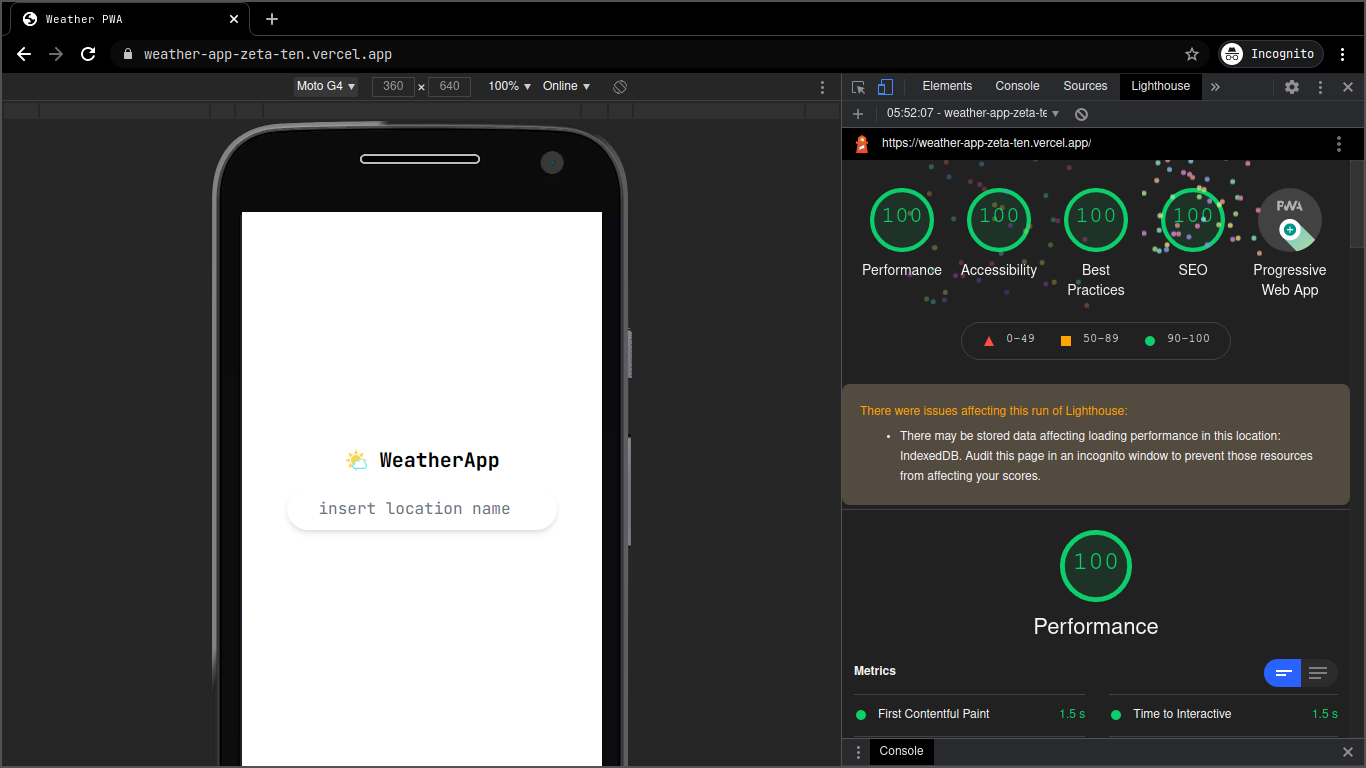 Weather PWA
weather-app-zeta-ten.vercel.app
Incognito
Moto G4 360 × 640 100% Online
Elements Console Sources Lighthouse
05:52:07 - weather-app-zeta-te
https://weather-app-zeta-ten.vercel.app/
100 100 100 100 PWA
Performance Accessibility Best Practices SEO Progressive Web App
0–49 50–89 90–100
There were issues affecting this run of Lighthouse:
There may be stored data affecting loading performance in this location:
IndexedDB. Audit this page in an incognito window to prevent those resources
from affecting your scores.
100
Performance
Metrics
First Contentful Paint 1.5 s Time to Interactive 1.5 s
Console
WeatherApp
insert location name